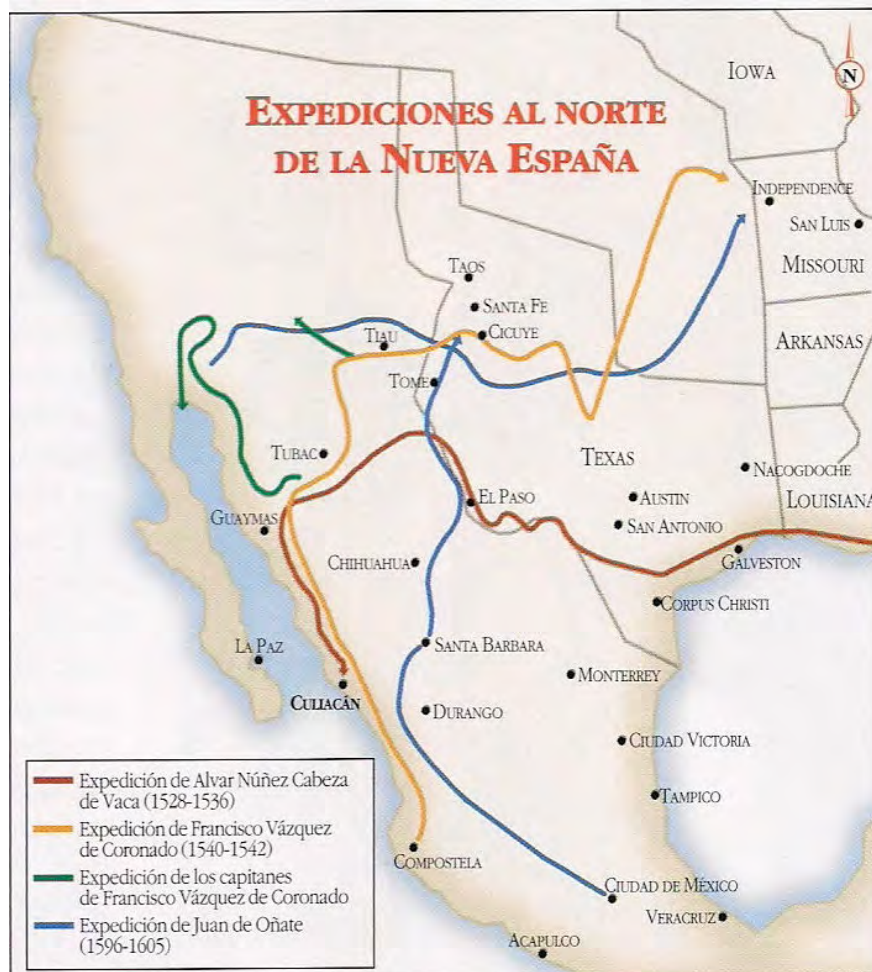 EXPEDICIONES AL NORTE
DE LA NUEVA ESPAÑA
IOWA
N
INDEPENDENCE
SAN LUIS
MISSOURI
TAOS
SANTA FE
CICUYE
TIAU
ARKANSAS
TOME
TUBAC
TEXAS
NACOGDOCHE
EL PASO
AUSTIN
LOUISIANA
GUAYMAS
SAN ANTONIO
CHIHUAHUA
GALVESTON
CORPUS CHRISTI
LA PAZ
SANTA BARBARA
MONTERREY
CULIACÁN
DURANGO
CIUDAD VICTORIA
TAMPICO
COMPOSTELA
CIUDAD DE MÉXICO
VERACRUZ
ACAPULCO
Expedición de Alvar Núñez Cabeza
de Vaca (1528-1536)
Expedición de Francisco Vázquez
de Coronado (1540-1542)
Expedición de los capitanes
de Francisco Vázquez de Coronado
Expedición de Juan de Oñate
(1596-1605)